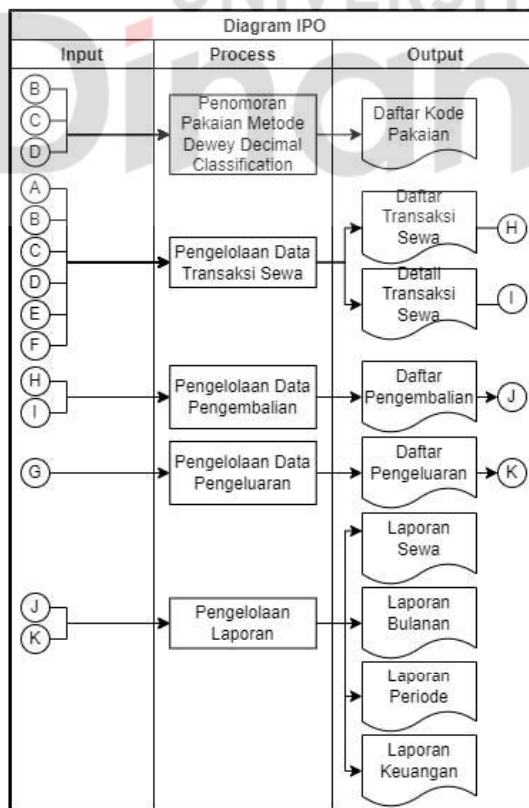 UNIVERSIT
Dinam
Diagram IPO
Input
Process
Output
B
C
D
Penomoran
Pakaian Metode
Dewey Decimal
Classification
Daftar Kode
Pakaian
A
B
C
D
E
F
Pengelolaan Data
Transaksi Sewa
Daftar
Transaksi
Sewa
H
Detail
Transaksi
Sewa
I
H
I
Pengelolaan Data
Pengembalian
Daftar
Pengembalian
J
G
Pengelolaan Data
Pengeluaran
Daftar
Pengeluaran
K
J
K
Pengelolaan
Laporan
Laporan
Sewa
Laporan
Bulanan
Laporan
Periode
Laporan
Keuangan